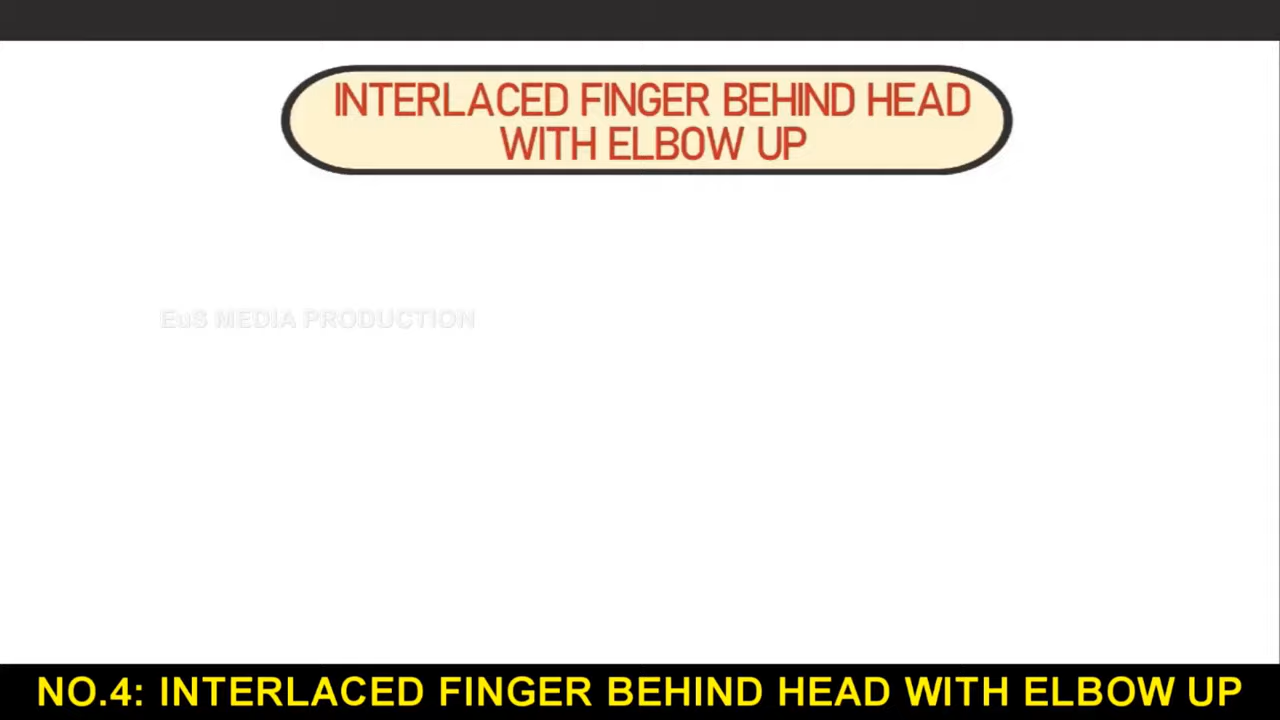 INTERLACED FINGER BEHIND HEAD
WITH ELBOW UP
EuS MEDIA PRODUCTION
NO.4: INTERLACED FINGER BEHIND HEAD WITH ELBOW UP